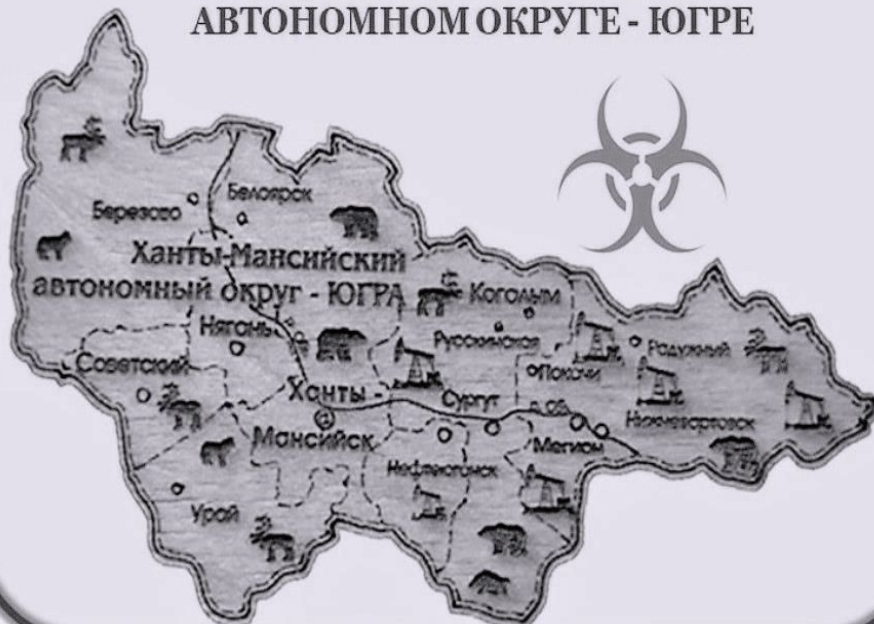 АВТОНОМНОМ ОКРУГЕ - ЮГРЕ
Белоярск
Березово
Ханты-Мансийский
автономный округ - ЮГРА
Когалым
Нягань
Русскинская
Радужный
Советский
Покачи
Ханты -
Сургут
р.Обь
Нижневартовск
Мансийск
Мегион
Нефтеюганск
Урай